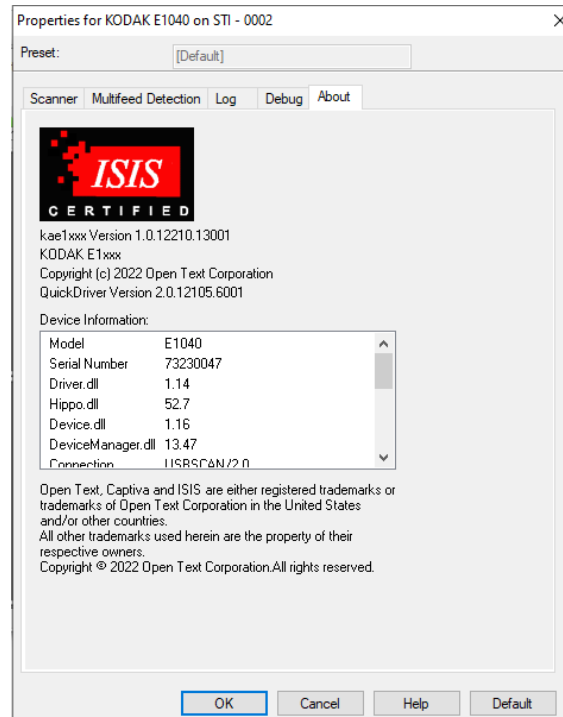 Properties for KODAK E1040 on STI - 0002
Preset: [Default]
Scanner Multifeed Detection Log Debug About
ISIS
CERTIFIED
kae1xxx Version 1.0.12210.13001
KODAK E1xxx
Copyright (c) 2022 Open Text Corporation
QuickDriver Version 2.0.12105.6001
Device Information:
Model E1040
Serial Number 73230047
Driver.dll 1.14
Hippo.dll 52.7
Device.dll 1.16
DeviceManager.dll 13.47
Connection USBSCAN/2.0
Open Text, Captiva and ISIS are either registered trademarks or
trademarks of Open Text Corporation in the United States
and/or other countries.
All other trademarks used herein are the property of their
respective owners.
Copyright © 2022 Open Text Corporation.All rights reserved.
OK Cancel Help Default